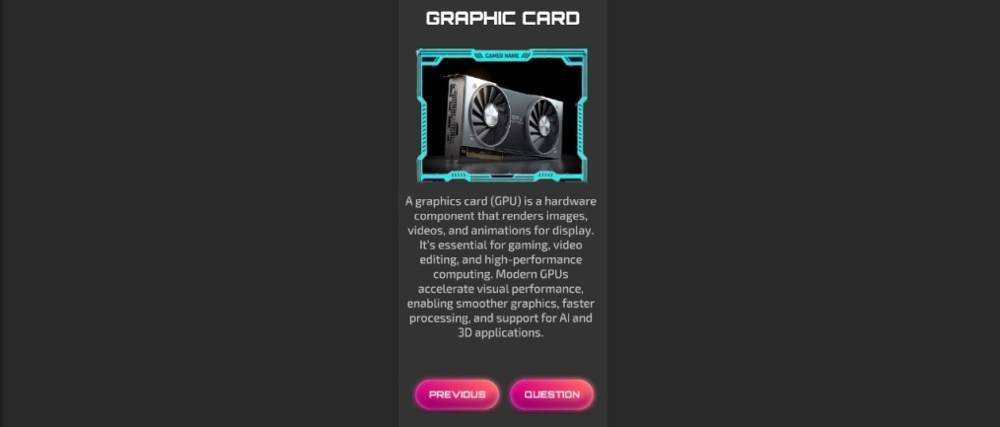 GRAPHIC CARD
GAMER NAME
A graphics card (GPU) is a hardware
component that renders images,
videos, and animations for display.
It's essential for gaming, video
editing, and high-performance
computing. Modern GPUs
accelerate visual performance,
enabling smoother graphics, faster
processing, and support for AI and
3D applications.
PREVIOUS
QUESTION